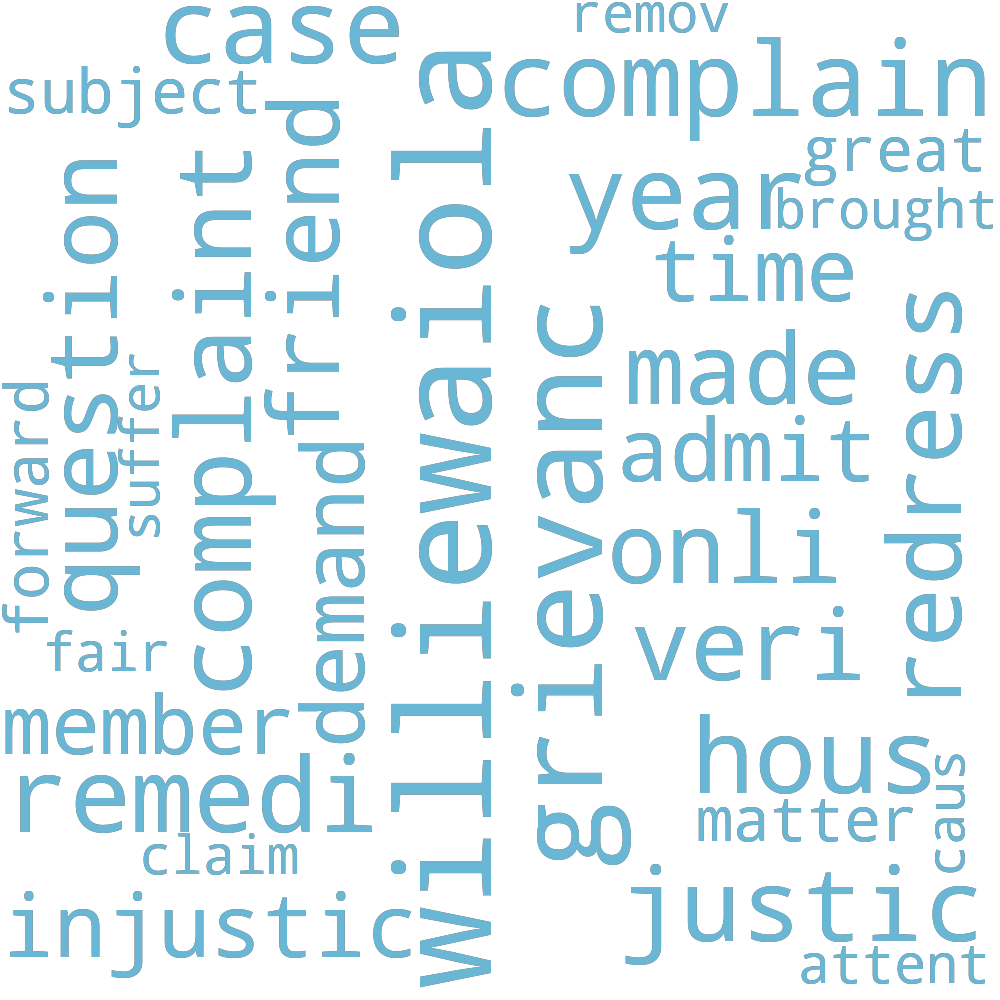 case
remov
subject
complain
great
year
brought
time
question
complaint
friend
williewaiola
grievanc
redress
made
admit
suffer
forward
demand
onli
veri
fair
member
hous
remedi
matter
caus
claim
injustic
justic
attent